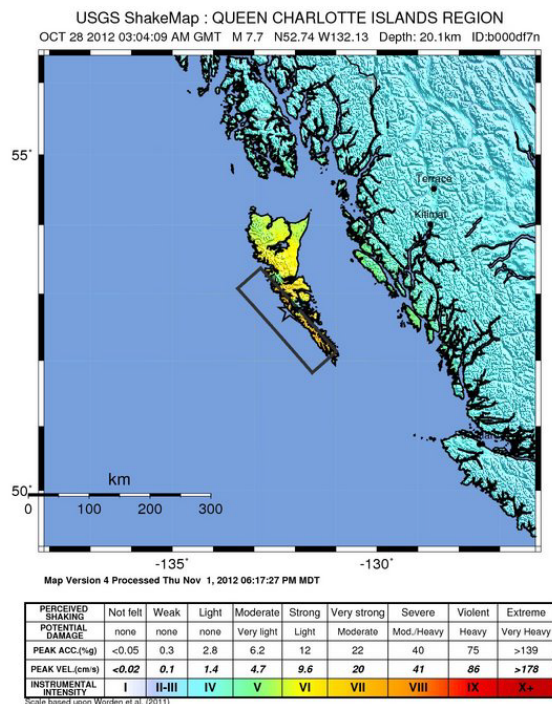 USGS ShakeMap : QUEEN CHARLOTTE ISLANDS REGION
OCT 28 2012 03:04:09 AM GMT M 7.7 N52.74 W132.13 Depth: 20.1km ID:b000df7n
55°
Terrace
Kitimat
50°
km
0 100 200 300
-135° -130°
Map Version 4 Processed Thu Nov 1, 2012 06:17:27 PM MDT
PERCEIVED SHAKING Not felt Weak Light Moderate Strong Very strong Severe Violent Extreme
POTENTIAL DAMAGE none none none Very light Light Moderate Mod./Heavy Heavy Very Heavy
PEAK ACC.(%g) <0.05 0.3 2.8 6.2 12 22 40 75 >139
PEAK VEL.(cm/s) <0.02 0.1 1.4 4.7 9.6 20 41 86 >178
INSTRUMENTAL INTENSITY I II-III IV V VI VII VIII IX X+
Scale based upon Worden et al. (2011)